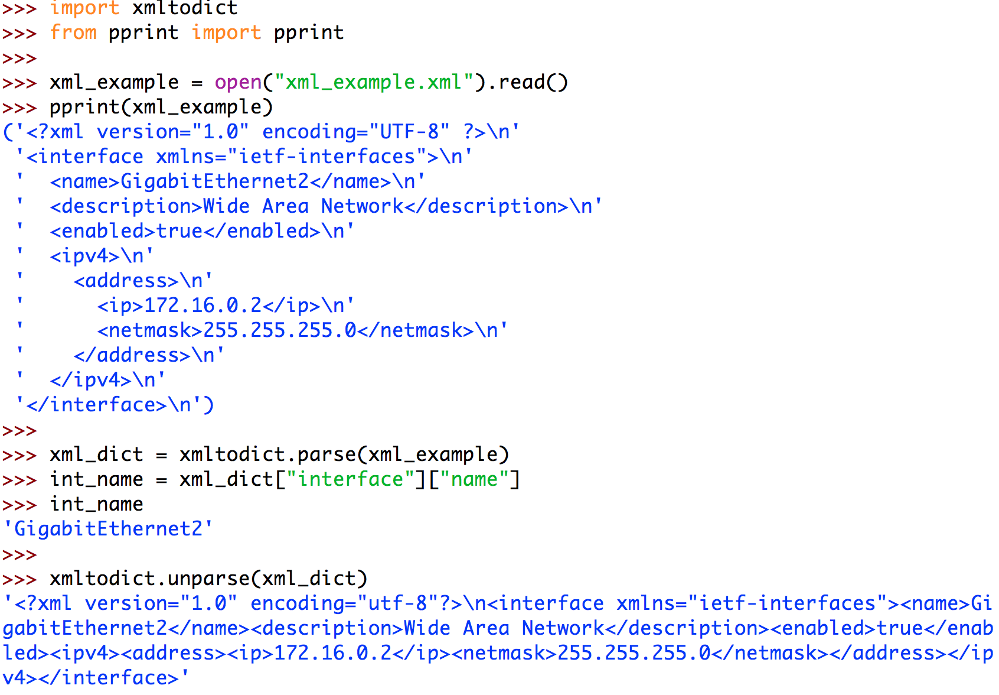 >>> import xmltodict
>>> from pprint import pprint
>>>
>>> xml_example = open("xml_example.xml").read()
>>> pprint(xml_example)
('<?xml version="1.0" encoding="UTF-8" ?>\n'
 '<interface xmlns="ietf-interfaces">\n'
 '  <name>GigabitEthernet2</name>\n'
 '  <description>Wide Area Network</description>\n'
 '  <enabled>true</enabled>\n'
 '  <ipv4>\n'
 '    <address>\n'
 '      <ip>172.16.0.2</ip>\n'
 '      <netmask>255.255.255.0</netmask>\n'
 '    </address>\n'
 '  </ipv4>\n'
 '</interface>\n')
>>>
>>> xml_dict = xmltodict.parse(xml_example)
>>> int_name = xml_dict["interface"]["name"]
>>> int_name
'GigabitEthernet2'
>>>
>>> xmltodict.unparse(xml_dict)
'<?xml version="1.0" encoding="utf-8"?>\n<interface xmlns="ietf-interfaces"><name>Gi
gabitEthernet2</name><description>Wide Area Network</description><enabled>true</enab
led><ipv4><address><ip>172.16.0.2</ip><netmask>255.255.255.0</netmask></address></ip
v4></interface>'